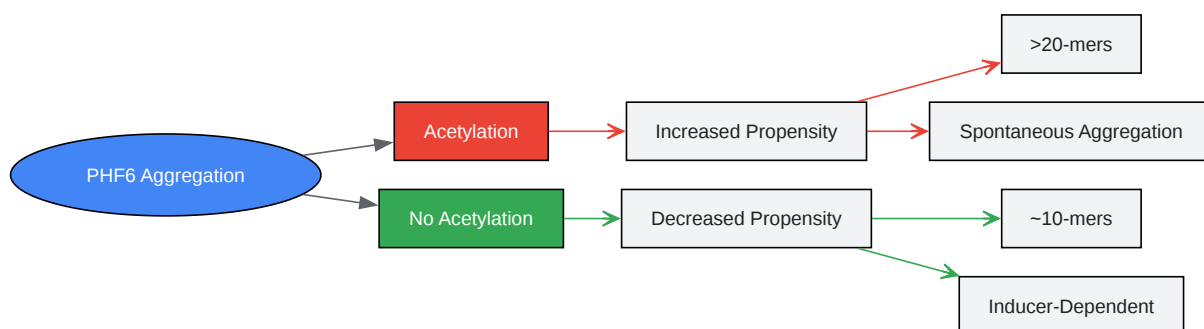 PHF6 Aggregation
Acetylation
Increased Propensity
>20-mers
Spontaneous Aggregation
No Acetylation
Decreased Propensity
~10-mers
Inducer-Dependent